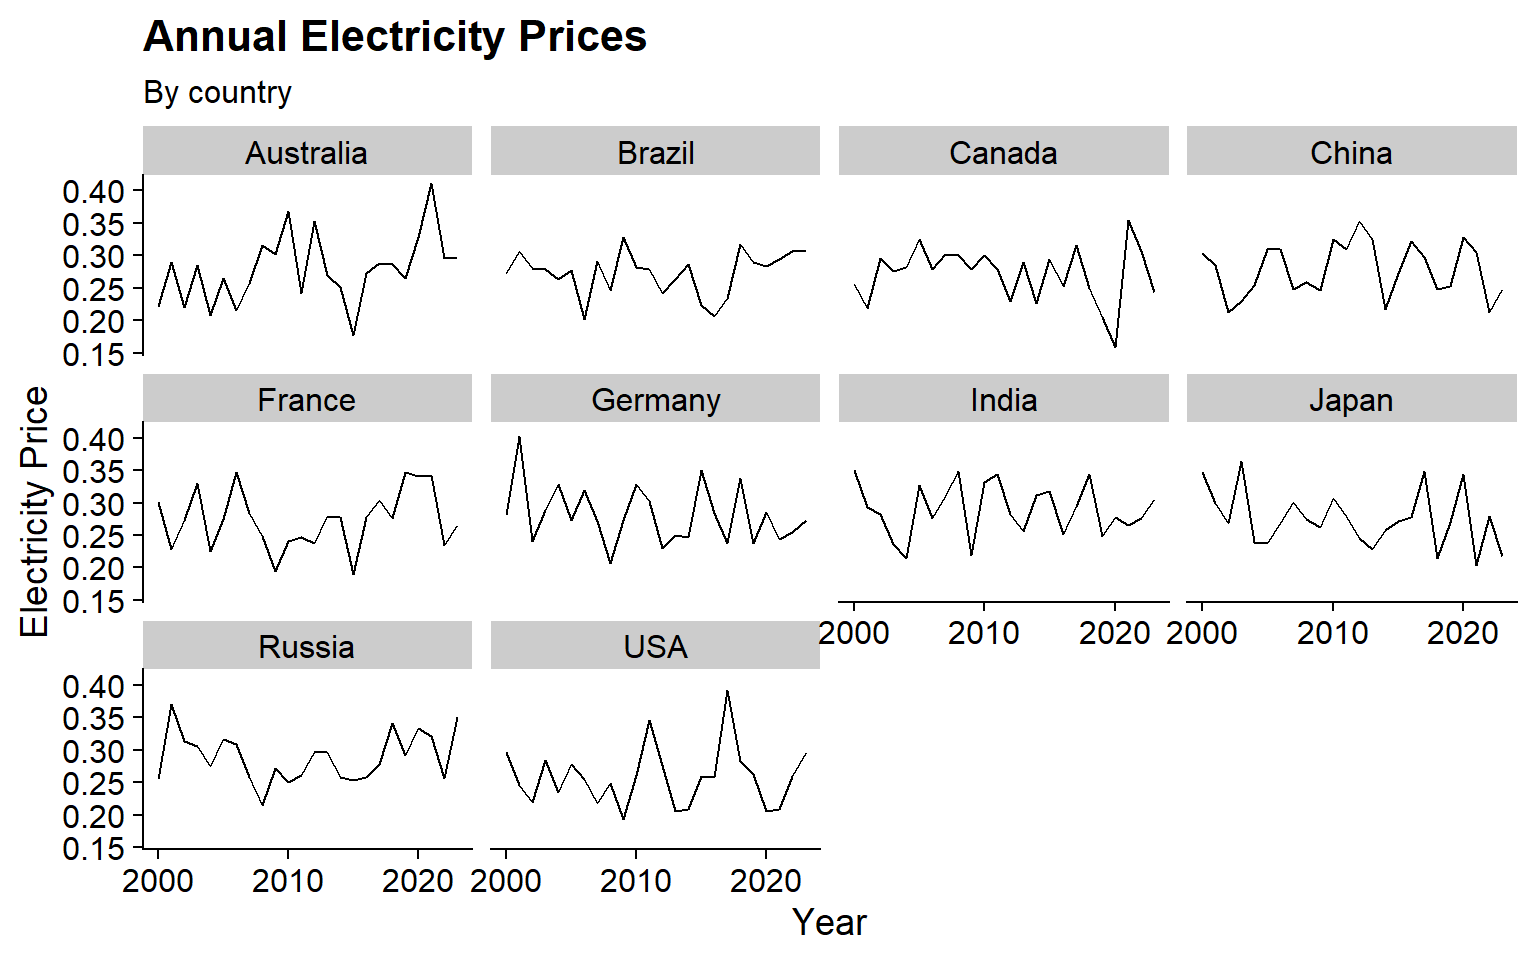 Annual Electricity Prices
By country
Australia Brazil Canada China
0.40
0.35
0.30
0.25
0.20
0.15
France Germany India Japan
0.40
0.35
0.30
0.25
0.20
0.15
2000 2010 2020 2000 2010 2020
Russia USA
0.40
0.35
0.30
0.25
0.20
0.15
2000 2010 2020 2000 2010 2020
Electricity Price
Year